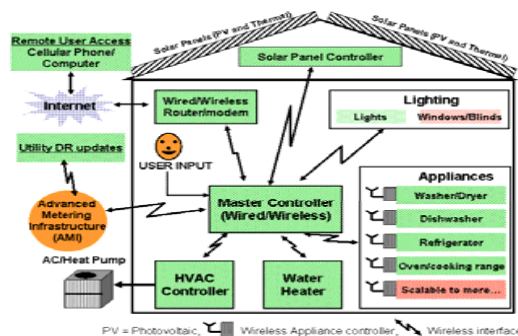 Solar Panels (PV and Thermal)
Solar Panels (PV and Thermal)
Remote User Access
Cellular Phone/
Computer
Solar Panel Controller
Internet
Wired/Wireless
Router/modem
Lighting
Lights
Windows/Blinds
Utility DR updates
USER INPUT
Appliances
Washer/Dryer
Master Controller
(Wired/Wireless)
Dishwasher
Advanced
Metering
Infrastructure
(AMI)
Refrigerator
Oven/cooking range
AC/Heat Pump
HVAC
Controller
Water
Heater
Scalable to more...
PV = Photovoltaic, Wireless Appliance controller, Wireless interface